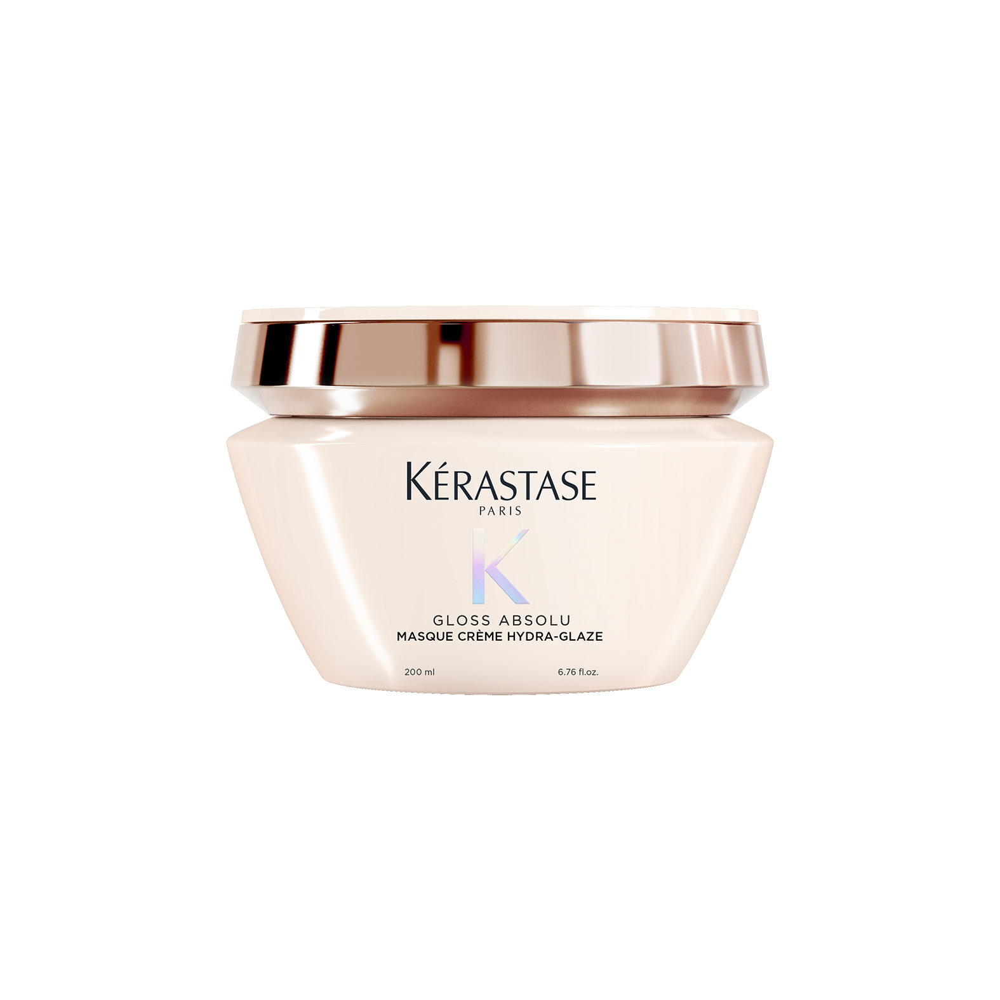 KÉRASTASE
PARIS
K
GLOSS ABSOLU
MASQUE CRÈME HYDRA-GLAZE
200 ml 6.76 fl.oz.